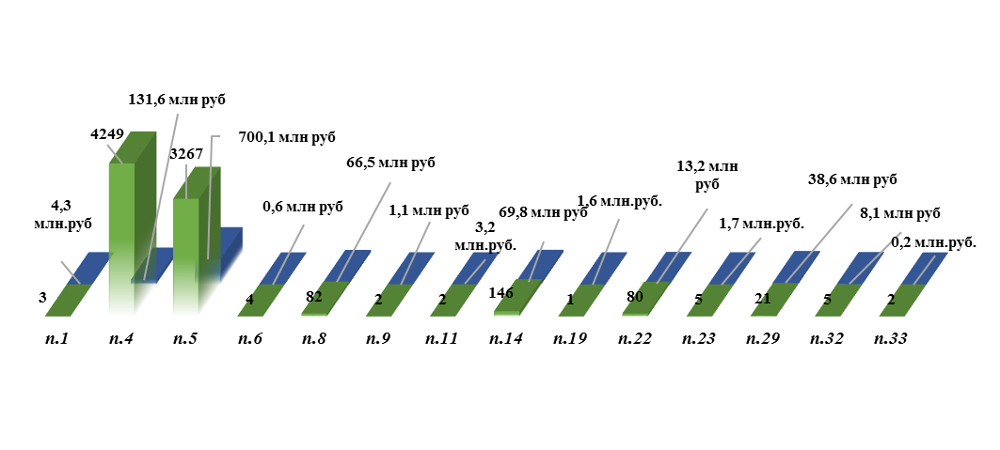 131,6 млн руб
4249
700,1 млн руб
3267
66,5 млн руб
13,2 млн
руб
38,6 млн руб
4,3
млн.руб
0,6 млн руб
1,1 млн руб
3,2
млн.руб.
69,8 млн руб
1,6 млн.руб.
1,7 млн.руб.
8,1 млн руб
0,2 млн.руб.
3
4
82
2
2
146
1
80
5
21
5
2
п.1 п.4 п.5 п.6 п.8 п.9 п.11 п.14 п.19 п.22 п.23 п.29 п.32 п.33